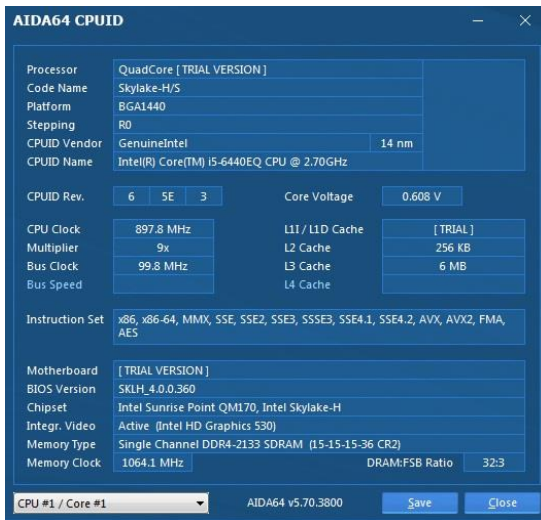 AIDA64 CPUID
Processor QuadCore [ TRIAL VERSION ]
Code Name Skylake-H/S
Platform BGA1440
Stepping R0
CPUID Vendor GenuineIntel 14 nm
CPUID Name Intel(R) Core(TM) i5-6440EQ CPU @ 2.70GHz
CPUID Rev. 6 5E 3 Core Voltage 0.608 V
CPU Clock 897.8 MHz L1I / L1D Cache [ TRIAL ]
Multiplier 9x L2 Cache 256 KB
Bus Clock 99.8 MHz L3 Cache 6 MB
Bus Speed L4 Cache
Instruction Set x86, x86-64, MMX, SSE, SSE2, SSE3, SSSE3, SSE4.1, SSE4.2, AVX, AVX2, FMA,
AES
Motherboard [ TRIAL VERSION ]
BIOS Version SKLH_4.0.0.360
Chipset Intel Sunrise Point QM170, Intel Skylake-H
Integr. Video Active (Intel HD Graphics 530)
Memory Type Single Channel DDR4-2133 SDRAM (15-15-15-36 CR2)
Memory Clock 1064.1 MHz DRAM:FSB Ratio 32:3
CPU #1 / Core #1 AIDA64 v5.70.3800 Save Close